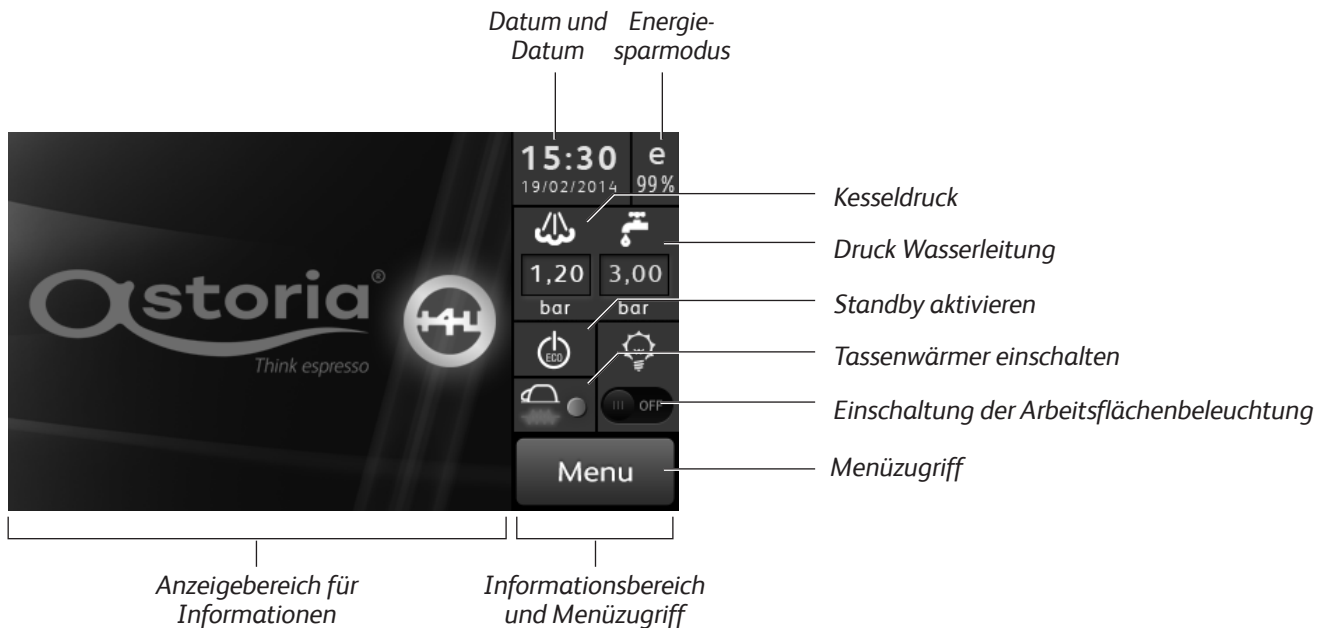 Datum und
Datum
Energie-
sparmodus
15:30
19/02/2014
e
99%
Kesseldruck
Druck Wasserleitung
1,20
3,00
bar
bar
Standby aktivieren
astoria®
+4U
Think espresso
ECO
Tassenwärmer einschalten
OFF
Einschaltung der Arbeitsflächenbeleuchtung
Menu
Menüzugriff
Anzeigebereich für
Informationen
Informationsbereich
und Menüzugriff